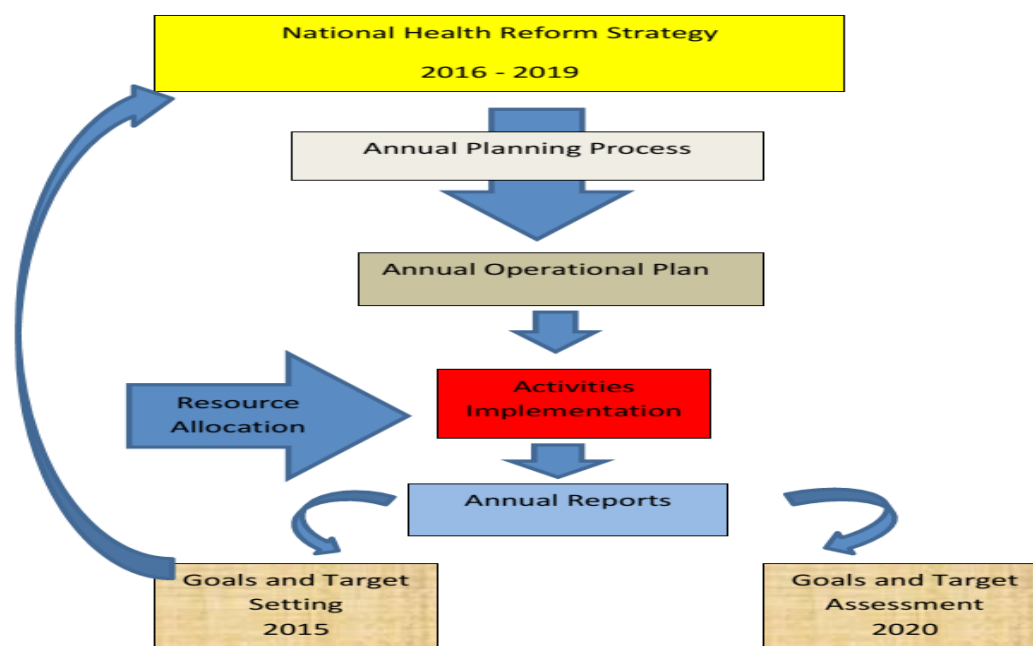 National Health Reform Strategy
2016 - 2019
Annual Planning Process
Annual Operational Plan
Resource
Allocation
Activities
Implementation
Annual Reports
Goals and Target
Setting
2015
Goals and Target
Assessment
2020